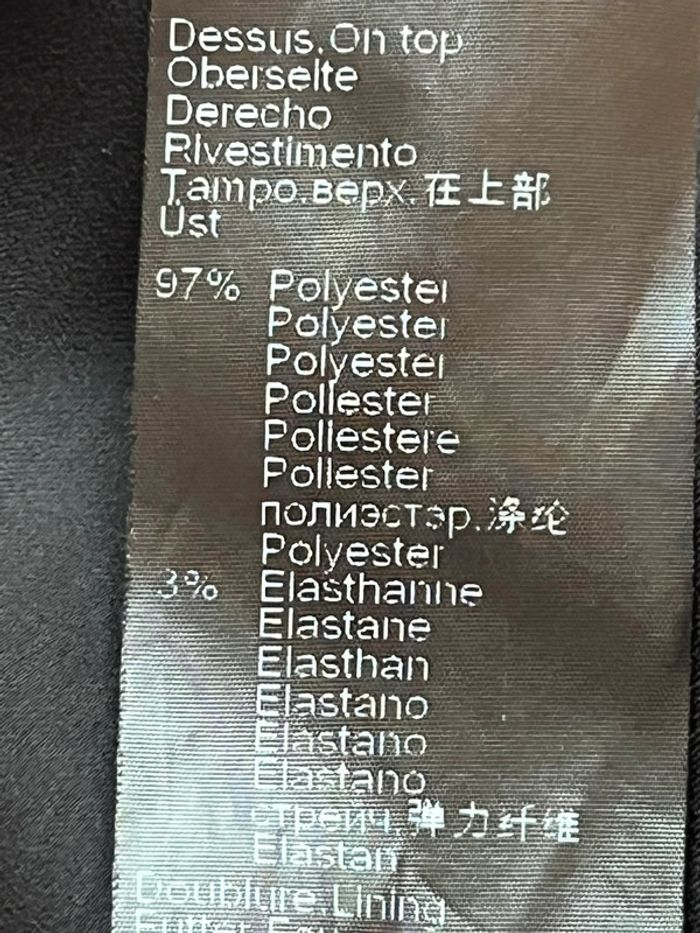 Dessus.On top
Oberseite
Derecho
Rivestimento
Tampo.верх.在上部
Üst
97% Polyester
Polyester
Polyester
Poliester
Poliestere
Poliester
полиэстэр.涤纶
Polyester
3% Elasthanne
Elastane
Elasthan
Elastano
Elastano
Elastano
стрейч.弹力纤维
Elastan
Doublure.Lining
Futter